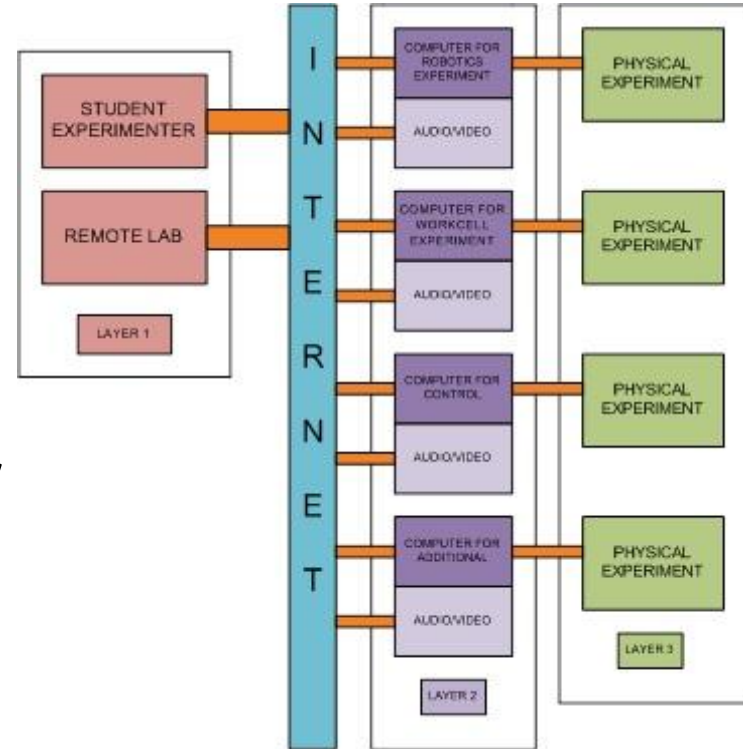 STUDENT
EXPERIMENTER
REMOTE LAB
LAYER 1
I
N
T
E
R
N
E
T
COMPUTER FOR
ROBOTICS
EXPERIMENT
AUDIO/VIDEO
COMPUTER FOR
WORKCELL
EXPERIMENT
AUDIO/VIDEO
COMPUTER FOR
CONTROL
AUDIO/VIDEO
COMPUTER FOR
ADDITIONAL
AUDIO/VIDEO
LAYER 2
PHYSICAL
EXPERIMENT
PHYSICAL
EXPERIMENT
PHYSICAL
EXPERIMENT
PHYSICAL
EXPERIMENT
LAYER 3